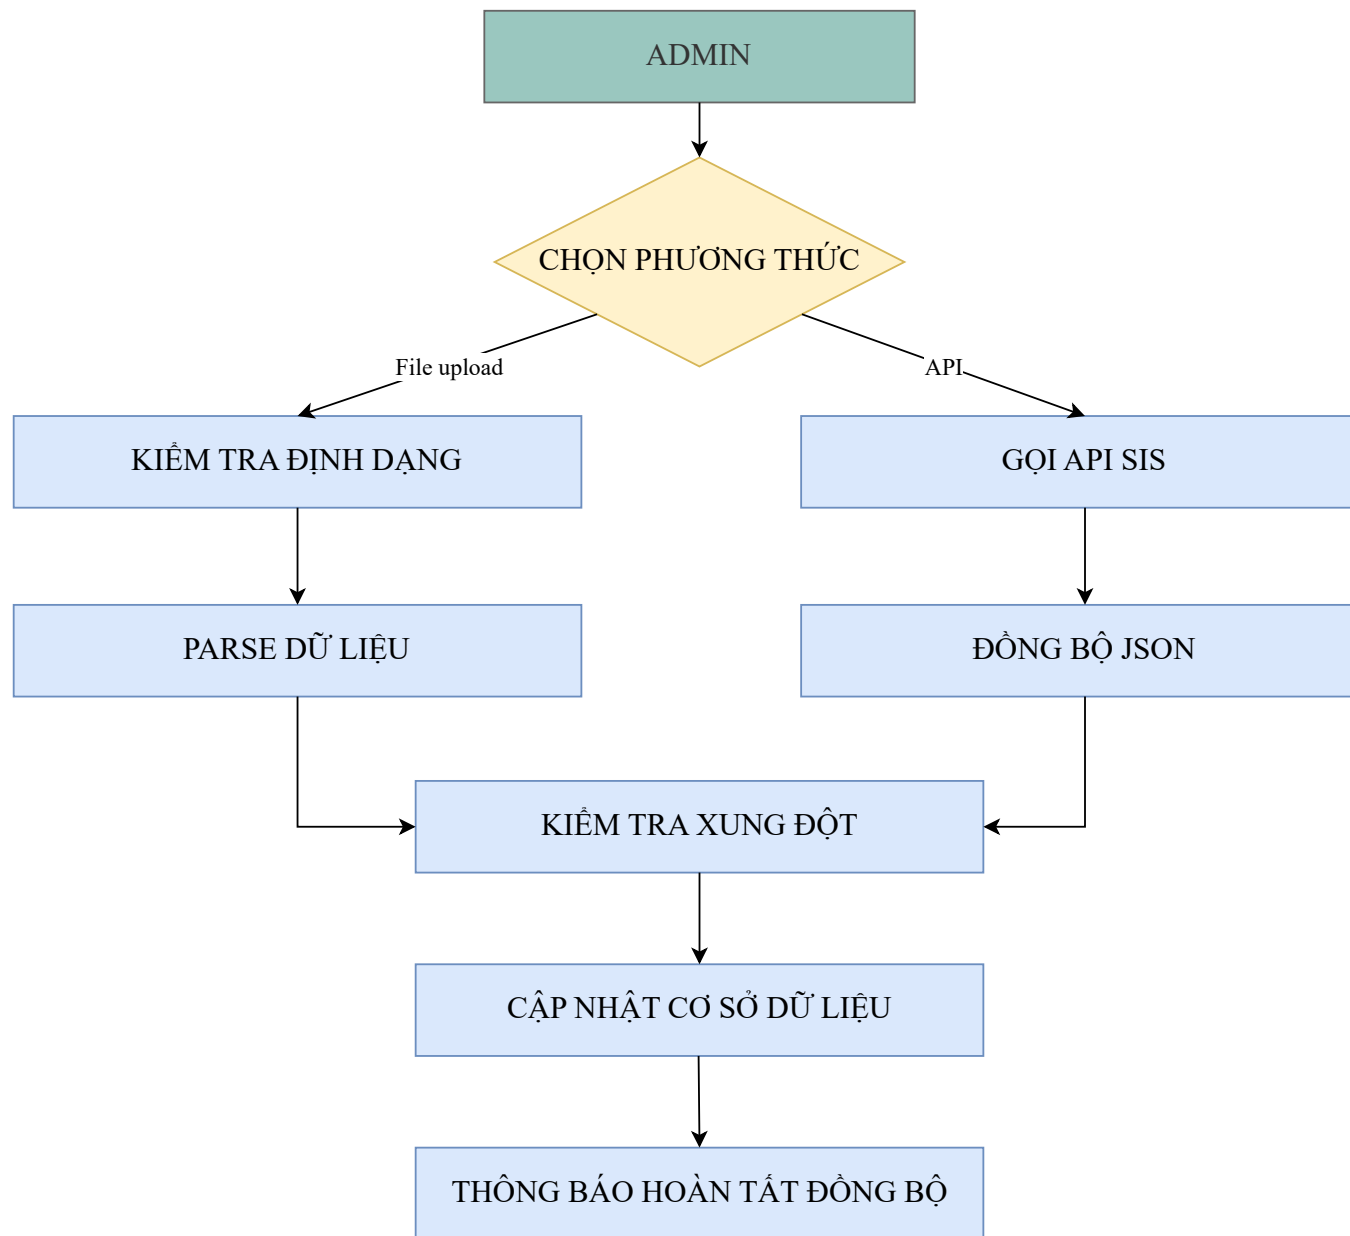 ADMIN
CHỌN PHƯƠNG THỨC
File upload
API
KIỂM TRA ĐỊNH DẠNG
GỌI API SIS
PARSE DỮ LIỆU
ĐỒNG BỘ JSON
KIỂM TRA XUNG ĐỘT
CẬP NHẬT CƠ SỞ DỮ LIỆU
THÔNG BÁO HOÀN TẤT ĐỒNG BỘ